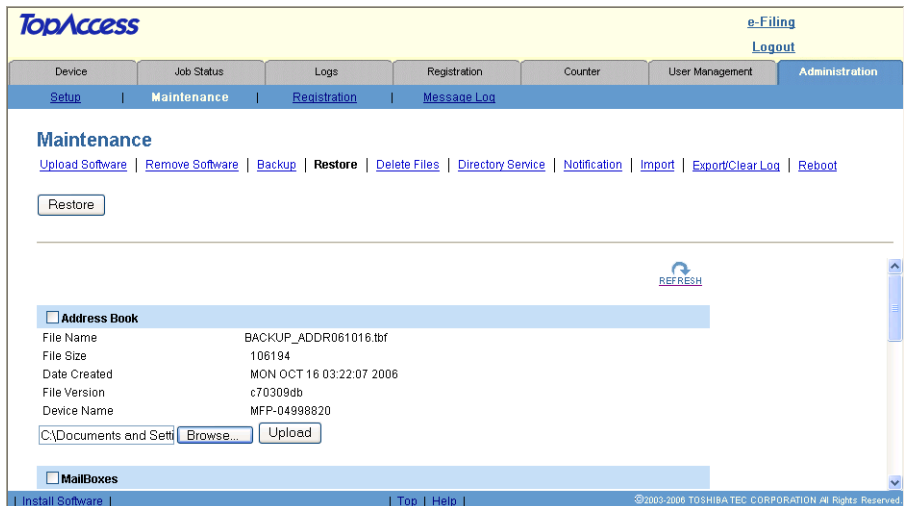 TopAccess
e-Filing
Logout
Device Job Status Logs Registration Counter User Management Administration
Setup | Maintenance | Registration | Message Log
Maintenance
Upload Software | Remove Software | Backup | Restore | Delete Files | Directory Service | Notification | Import | Export/Clear Log | Reboot
Restore
REFRESH
Address Book
File Name BACKUP_ADDR061016.tbf
File Size 106194
Date Created MON OCT 16 03:22:07 2006
File Version c70309db
Device Name MFP-04998820
C:\Documents and Setti Browse... Upload
MailBoxes
| Install Software | | Top | Help | ©2003-2006 TOSHIBA TEC CORPORATION All Rights Reserved.